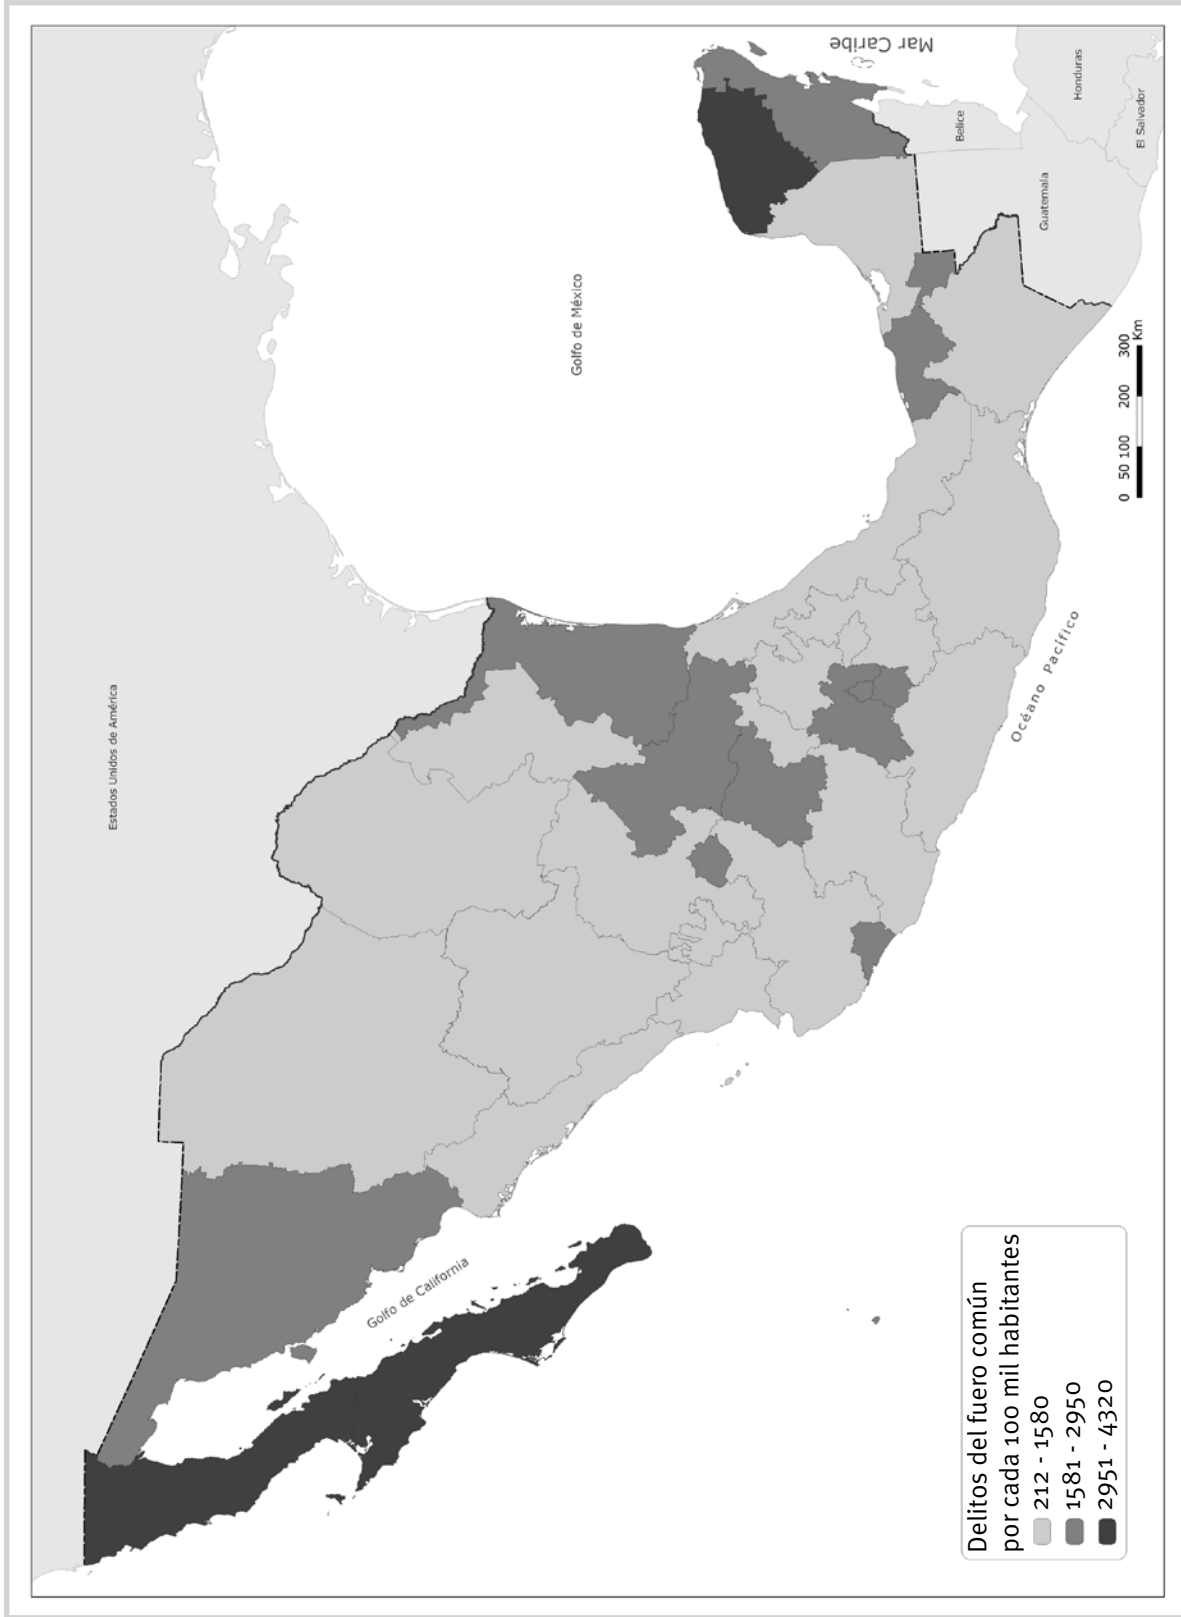 Estados Unidos de América
Golfo de México
Mar Caribe
Belice
Honduras
Guatemala
El Salvador
Golfo de California
Océano Pacífico
0 50 100 200 300
Km
Delitos del fuero común
por cada 100 mil habitantes
212 - 1580
1581 - 2950
2951 - 4320